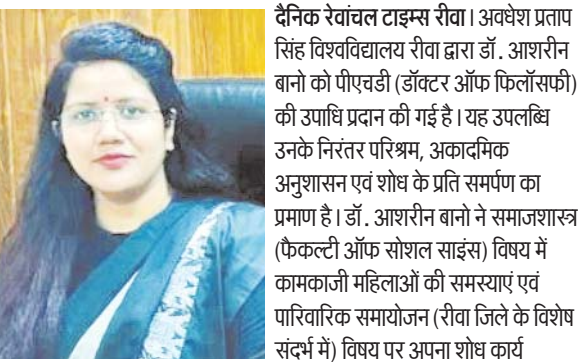 दैनिक रेवांचल टाइम्स रीवा। अवधेश प्रताप
सिंह विश्वविद्यालय रीवा द्वारा डॉ. आशरीन
बानो को पीएचडी (डॉक्टर ऑफ फिलॉसफी)
की उपाधि प्रदान की गई है। यह उपलब्धि
उनके निरंतर परिश्रम, अकादमिक
अनुशासन एवं शोध के प्रति समर्पण का
प्रमाण है। डॉ. आशरीन बानो ने समाजशास्त्र
(फैकल्टी ऑफ सोशल साइंस) विषय में
कामकाजी महिलाओं की समस्याएं एवं
पारिवारिक समायोजन (रीवा जिले के विशेष
संदर्भ में) विषय पर अपना शोध कार्य